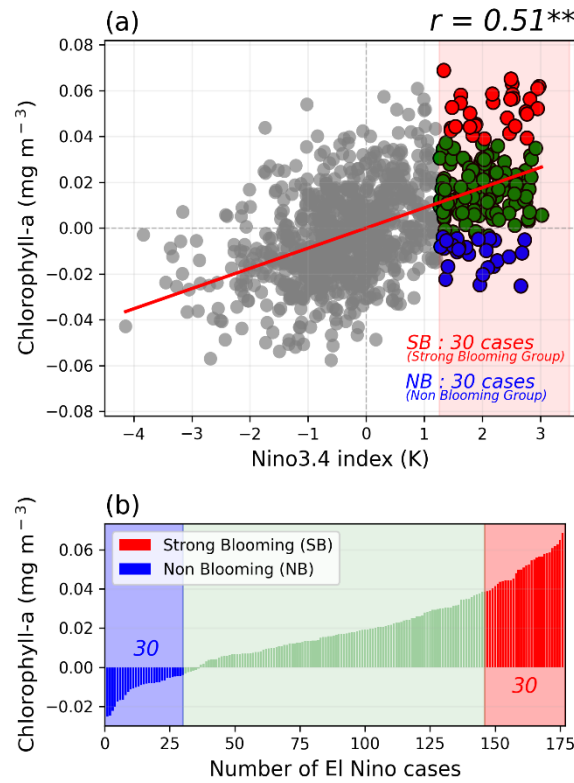 (a)
r = 0.51**
0.08
0.06
0.04
0.02
0.00
−0.02
−0.04
−0.06
−0.08
Chlorophyll-a (mg m−3)
SB : 30 cases
(Strong Blooming Group)
NB : 30 cases
(Non Blooming Group)
−4 −3 −2 −1 0 1 2 3
Nino3.4 index (K)
(b)
0.06
0.04
0.02
0.00
−0.02
Chlorophyll-a (mg m−3)
Strong Blooming (SB)
Non Blooming (NB)
30
30
0 25 50 75 100 125 150 175
Number of El Nino cases